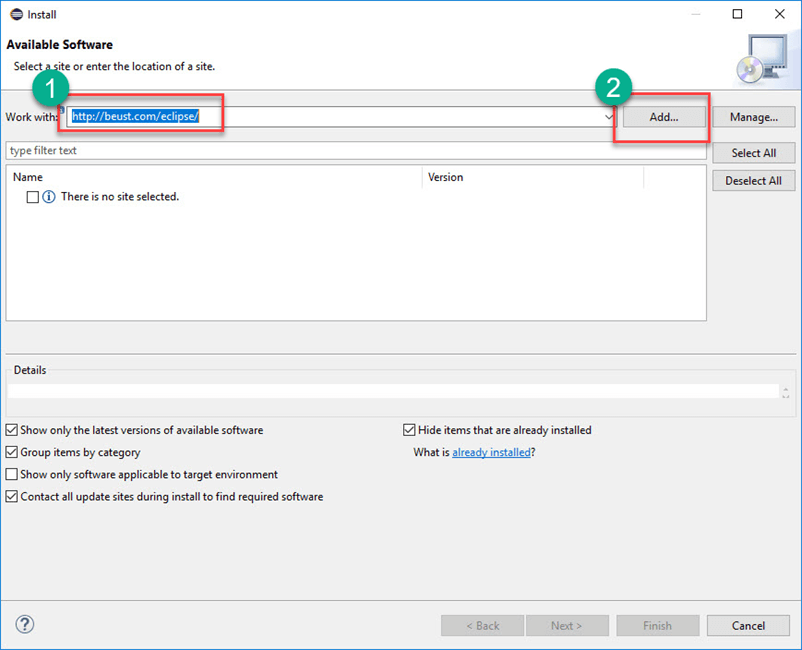 Install
Available Software
Select a site or enter the location of a site.
1
2
Work with: http://beust.com/eclipse/
Add...
Manage...
type filter text
Select All
Name Version
Deselect All
There is no site selected.
Details
Show only the latest versions of available software
Hide items that are already installed
Group items by category
What is already installed?
Show only software applicable to target environment
Contact all update sites during install to find required software
?
< Back
Next >
Finish
Cancel